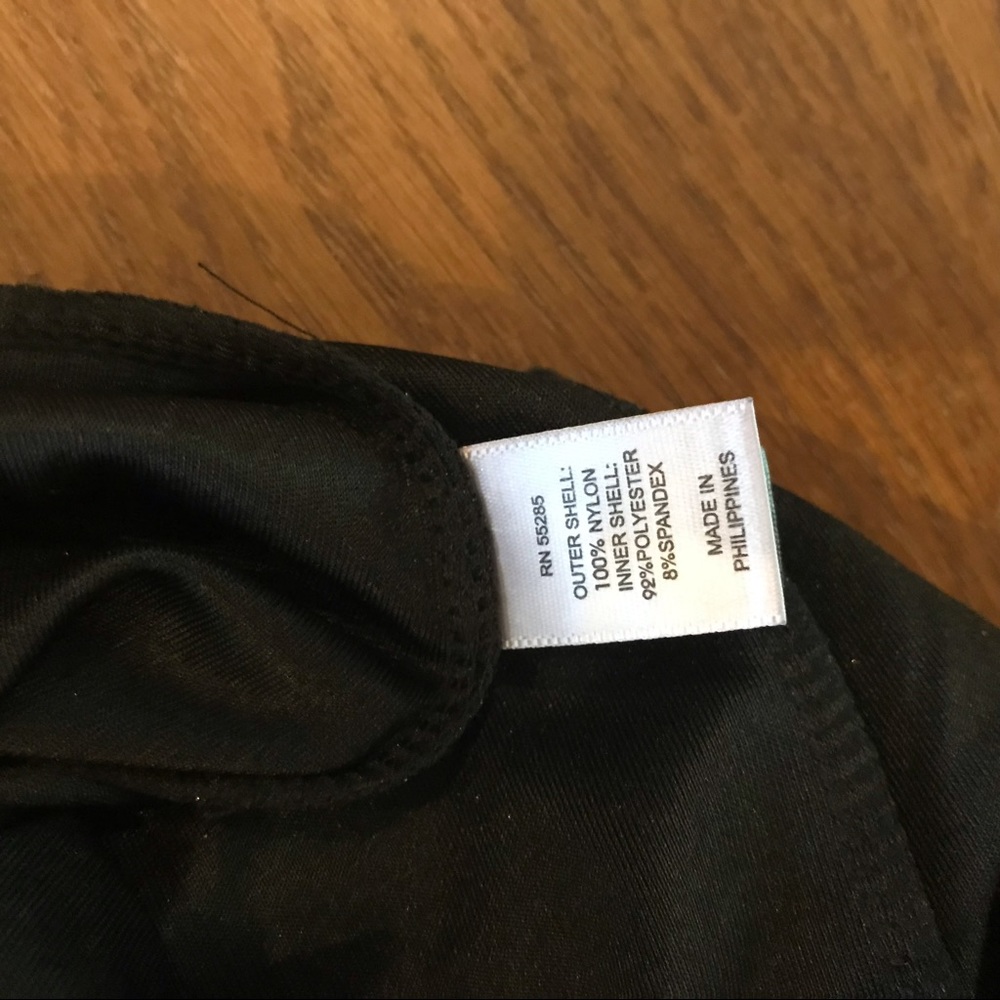 RN 55285
OUTER SHELL:
100% NYLON
INNER SHELL:
92%POLYESTER
8%SPANDEX
MADE IN
PHILIPPINES